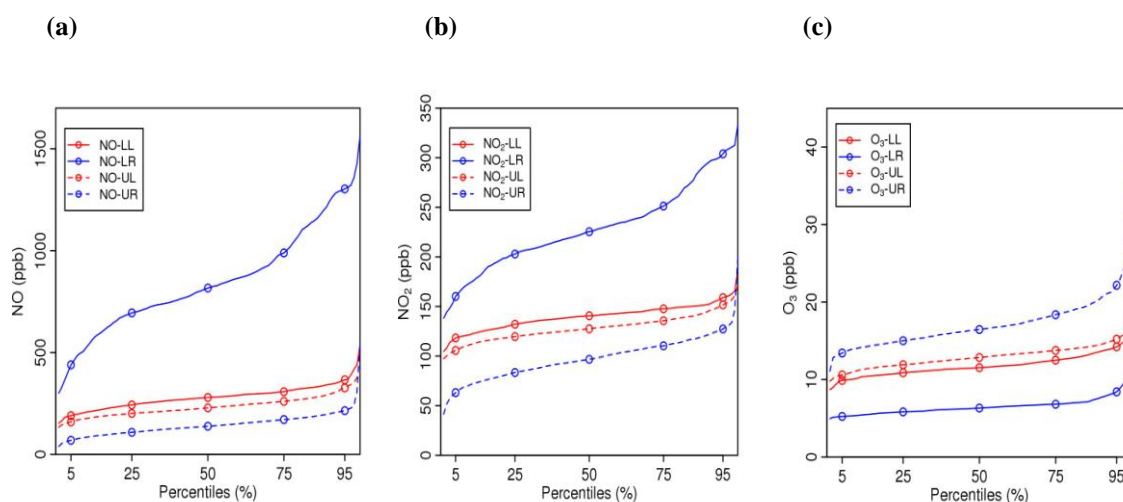 (a)
(b)
(c)
NO (ppb)
0
500
1000
1500
NO-LL
NO-LR
NO-UL
NO-UR
5
25
50
75
95
Percentiles (%)
NO₂ (ppb)
0
50
100
150
200
250
300
350
NO₂-LL
NO₂-LR
NO₂-UL
NO₂-UR
5
25
50
75
95
Percentiles (%)
O₃ (ppb)
0
10
20
30
40
O₃-LL
O₃-LR
O₃-UL
O₃-UR
5
25
50
75
95
Percentiles (%)